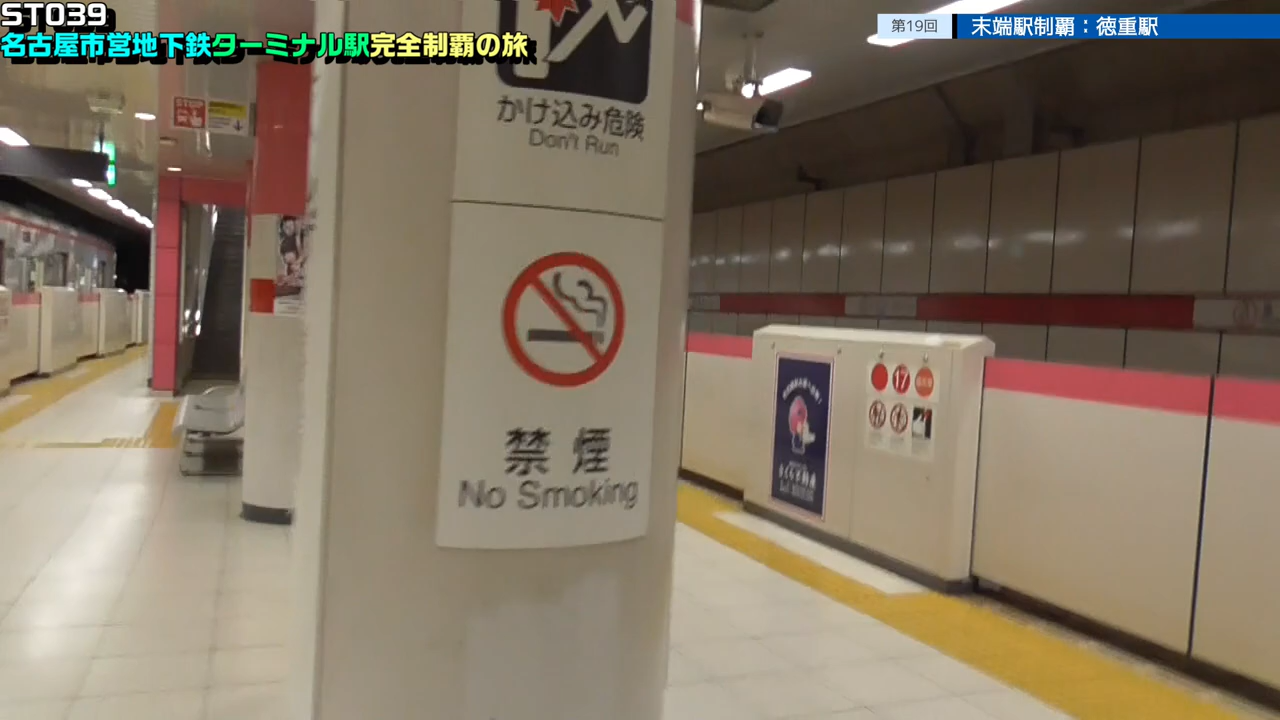 ST039
名古屋市営地下鉄ターミナル駅完全制覇の旅
第19回
末端駅制覇：徳重駅
STOP
かけ込み危険
Don't Run
禁煙
No Smoking
17